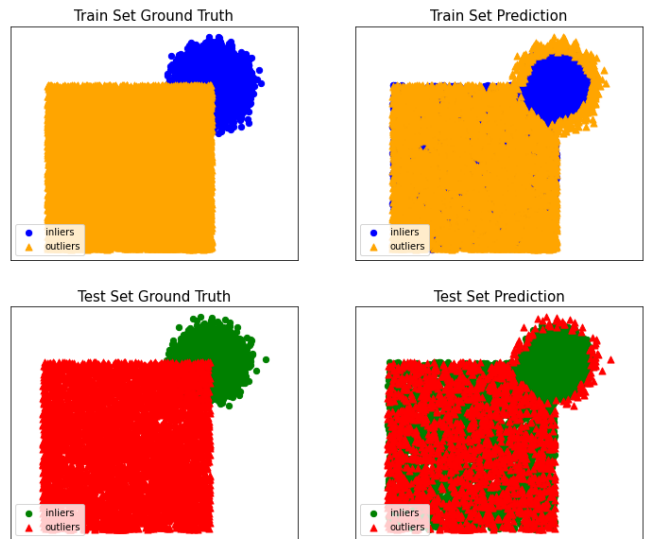 Train Set Ground Truth
inliers
outliers
Train Set Prediction
inliers
outliers
Test Set Ground Truth
inliers
outliers
Test Set Prediction
inliers
outliers